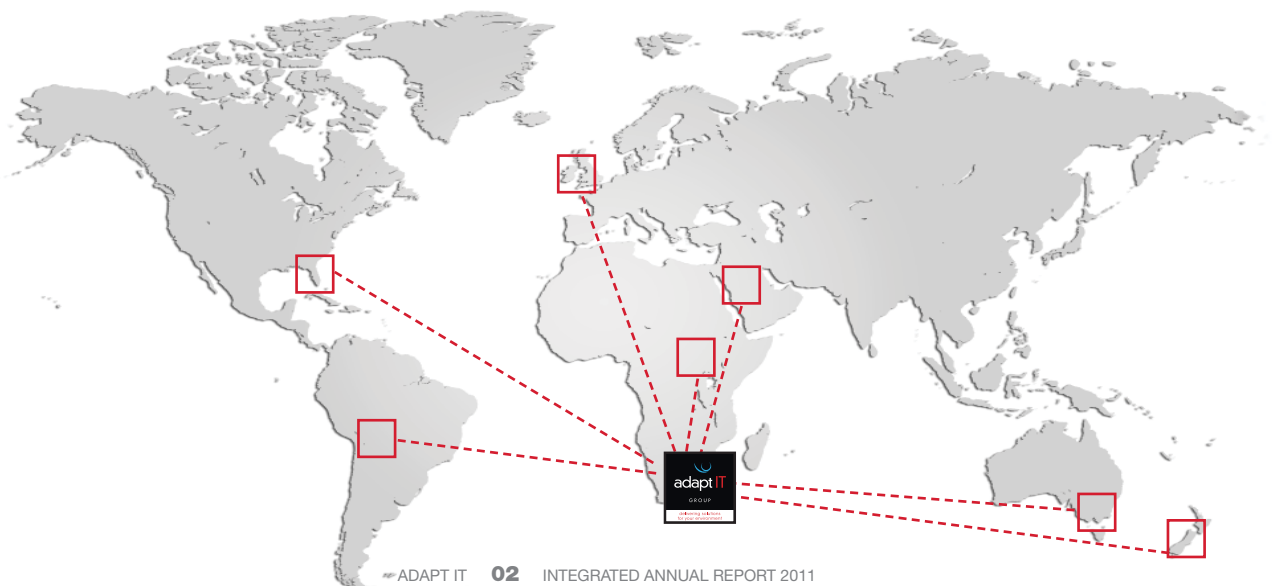 adapt IT
GROUP
delivering solutions
for your environment
ADAPT IT 02 INTEGRATED ANNUAL REPORT 2011